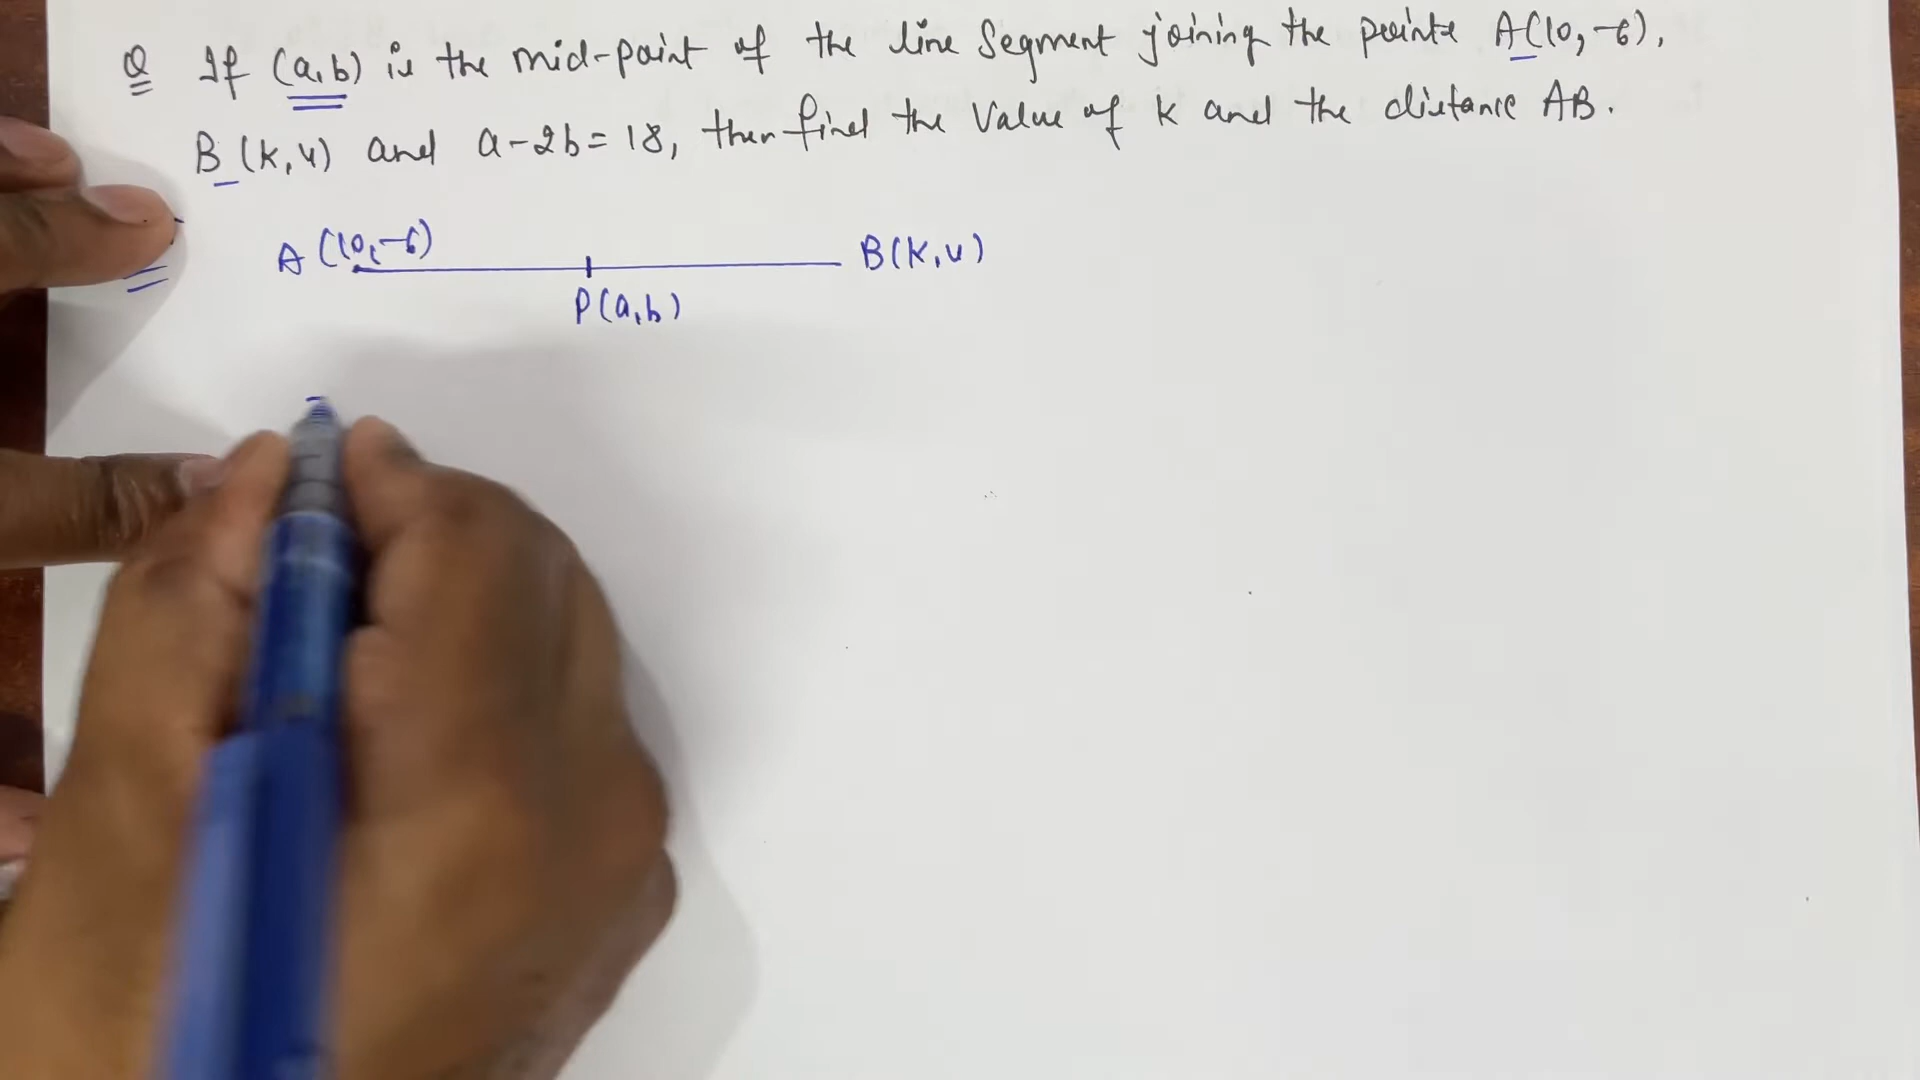 Q If (a,b) is the mid-point of the line Segment joining the points A(10,-6),
B (k,4) and a-2b=18, then find the Value of k and the distance AB.
A (10,-6) B(k,4)
P(a,b)